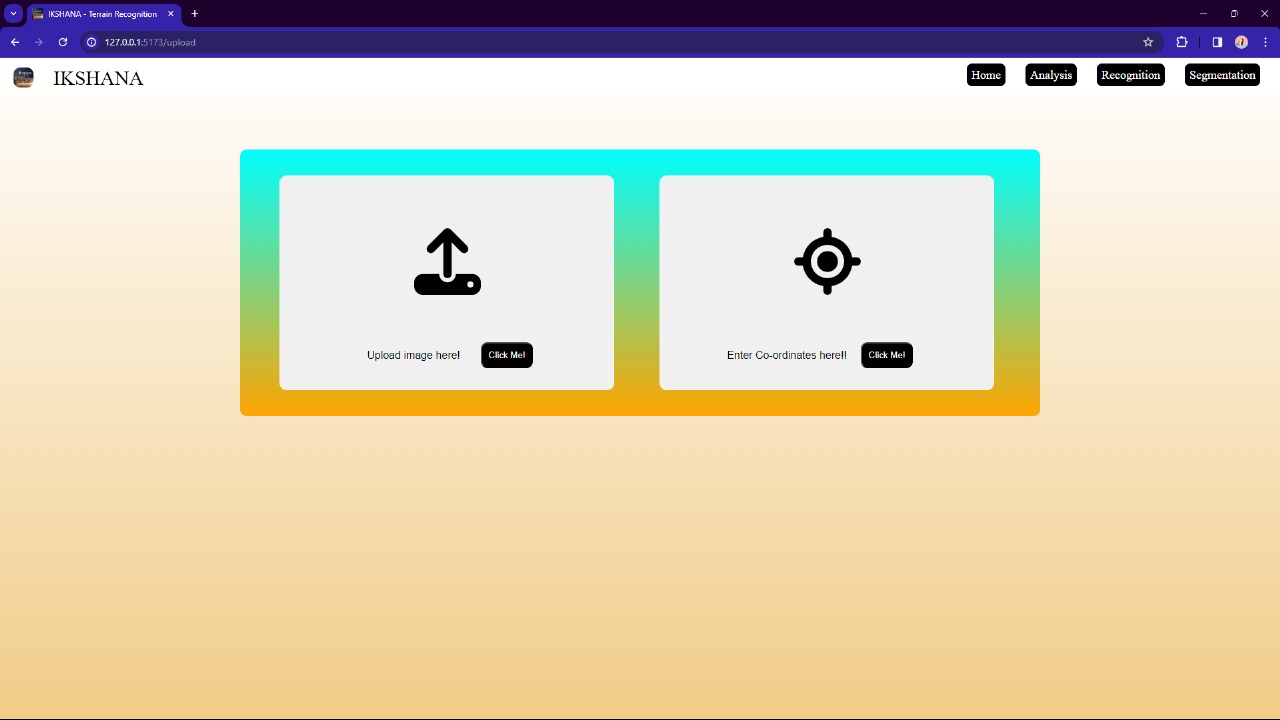 IKSHANA - Terrain Recognition
127.0.0.1:5173/upload
IKSHANA
Home Analysis Recognition Segmentation
Upload image here! Click Me!
Enter Co-ordinates here!! Click Me!